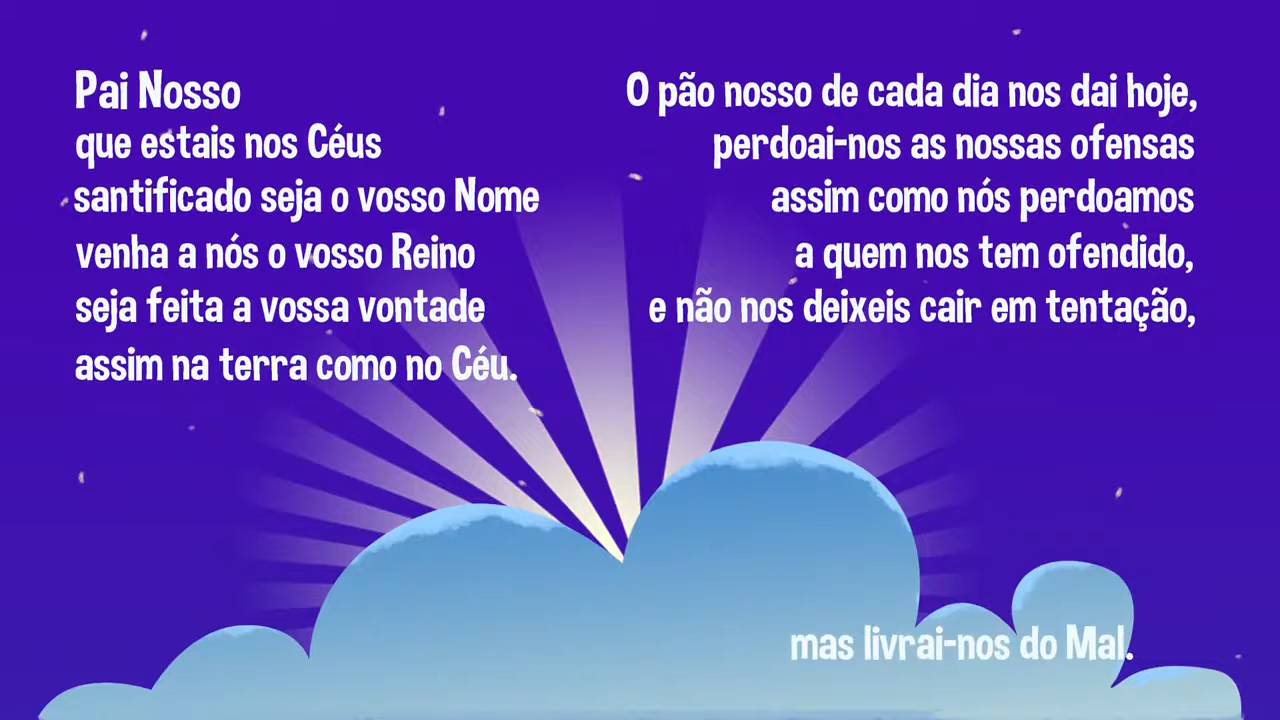 Pai Nosso
que estais nos Céus
santificado seja o vosso Nome
venha a nós o vosso Reino
seja feita a vossa vontade
assim na terra como no Céu.
O pão nosso de cada dia nos dai hoje,
perdoai-nos as nossas ofensas
assim como nós perdoamos
a quem nos tem ofendido,
e não nos deixeis cair em tentação,
mas livrai-nos do Mal.